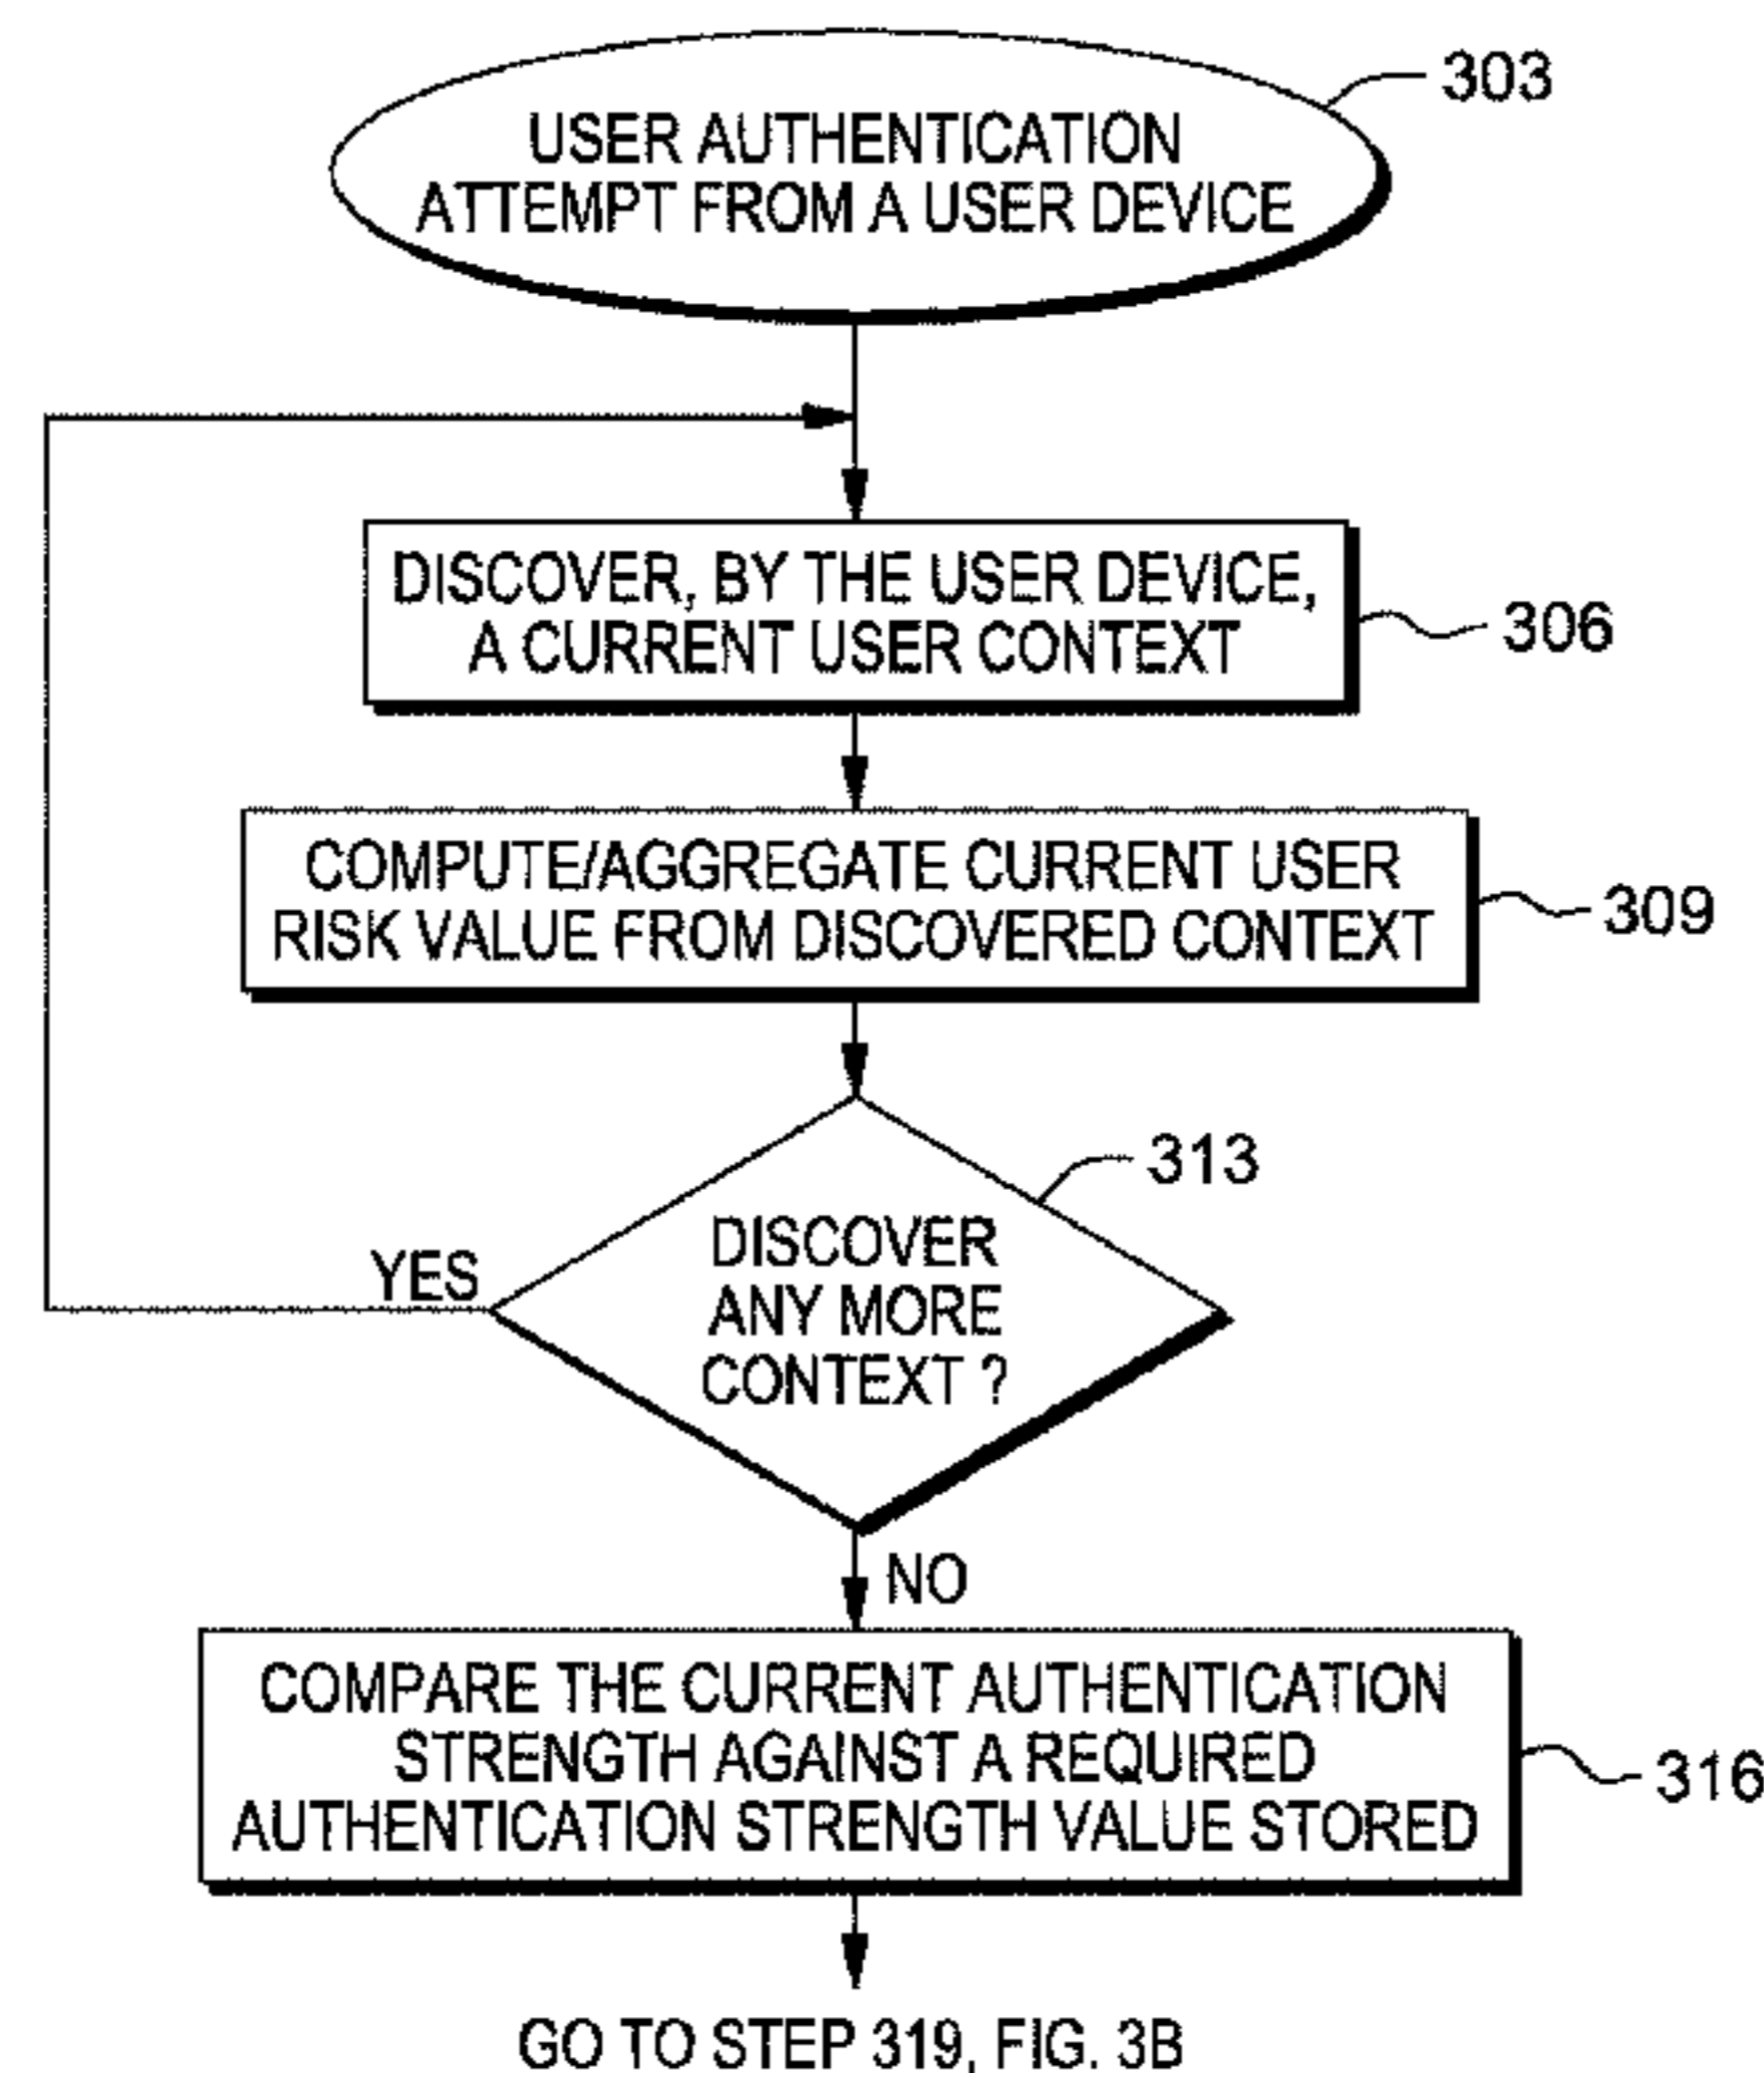 303
USER AUTHENTICATION
ATTEMPT FROM A USER DEVICE
DISCOVER, BY THE USER DEVICE,
A CURRENT USER CONTEXT
306
COMPUTE/AGGREGATE CURRENT USER
RISK VALUE FROM DISCOVERED CONTEXT
309
313
DISCOVER
ANY MORE
CONTEXT ?
YES
NO
COMPARE THE CURRENT AUTHENTICATION
STRENGTH AGAINST A REQUIRED
AUTHENTICATION STRENGTH VALUE STORED
316
GO TO STEP 319, FIG. 3B